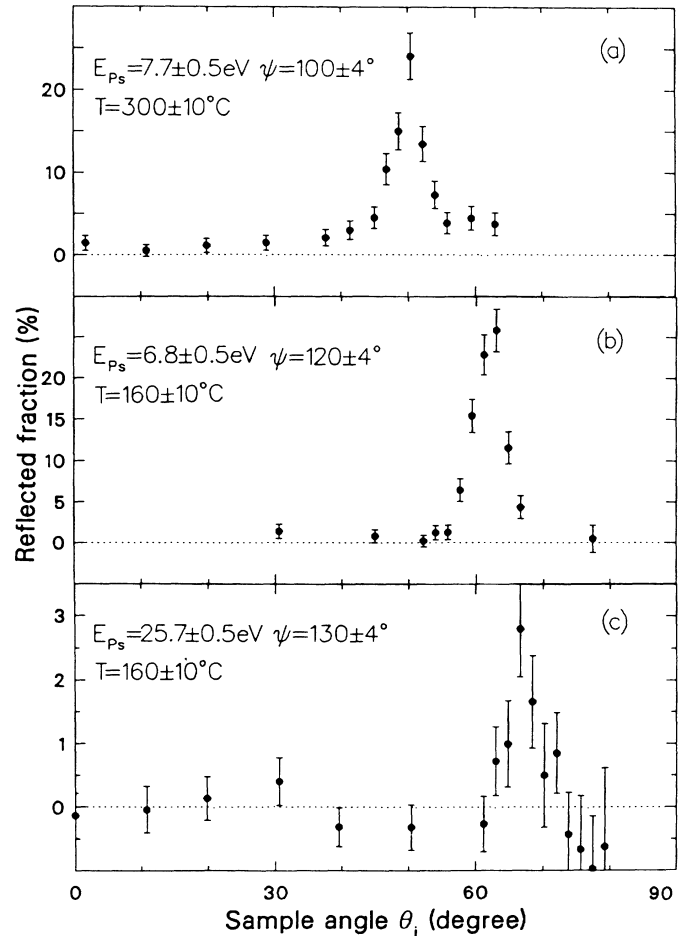 (a)
E_Ps=7.7±0.5eV ψ=100±4°
T=300±10°C
20
10
0
(b)
E_Ps=6.8±0.5eV ψ=120±4°
T=160±10°C
20
15
10
5
0
(c)
E_Ps=25.7±0.5eV ψ=130±4°
T=160±10°C
3
2
1
0
0
30
60
90
Reflected fraction (%)
Sample angle θ_i (degree)